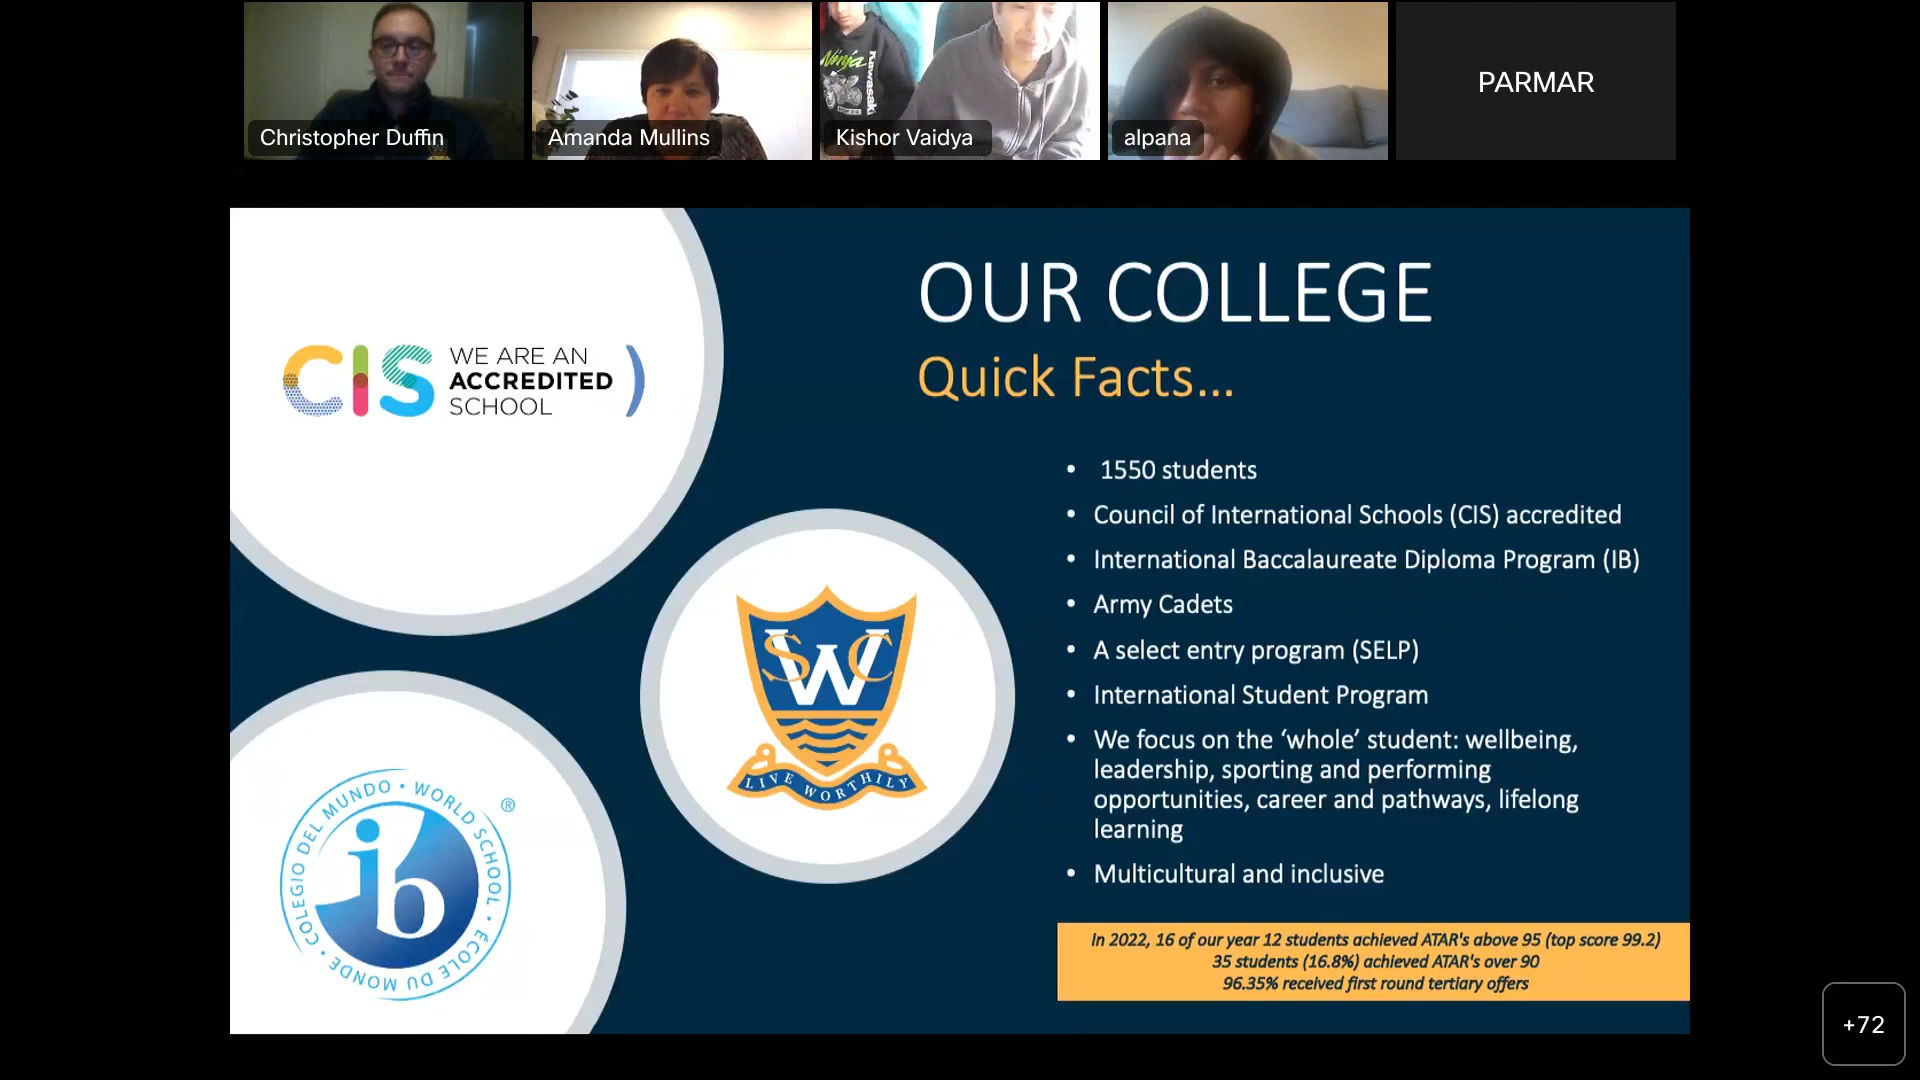 Christopher Duffin
Amanda Mullins
Ninja
Kawasaki
Kishor Vaidya
alpana
PARMAR
CIS
WE ARE AN
ACCREDITED
SCHOOL
OUR COLLEGE
Quick Facts...
• 1550 students
• Council of International Schools (CIS) accredited
• International Baccalaureate Diploma Program (IB)
• Army Cadets
• A select entry program (SELP)
• International Student Program
• We focus on the ‘whole’ student: wellbeing,
leadership, sporting and performing
opportunities, career and pathways, lifelong
learning
• Multicultural and inclusive
SWC
LIVE WORTHILY
COLEGIO DEL MUNDO • WORLD SCHOOL • ÉCOLE DU MONDE •
®
ib
In 2022, 16 of our year 12 students achieved ATAR's above 95 (top score 99.2)
35 students (16.8%) achieved ATAR's over 90
96.35% received first round tertiary offers
+72